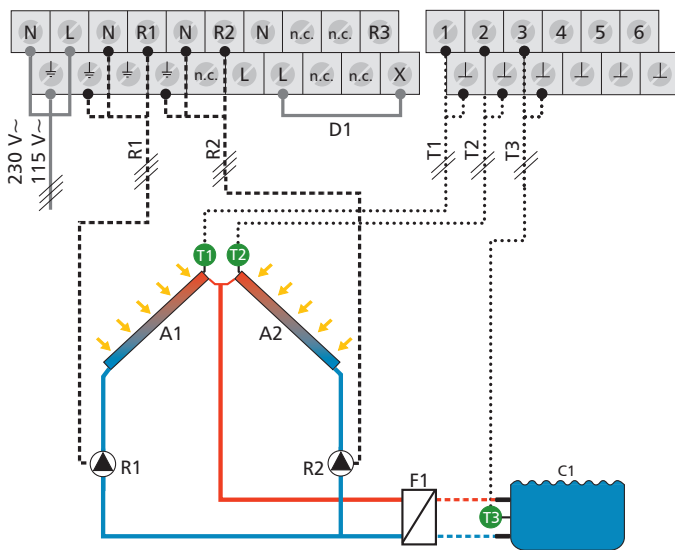 N L N R1 N R2 N n.c. n.c. R3
1 2 3 4 5 6
n.c. L L n.c. n.c. X
D1
230 V~
115 V~
R1
R2
T1
T2
T3
T1
T2
A1
A2
R1
R2
F1
C1
T3